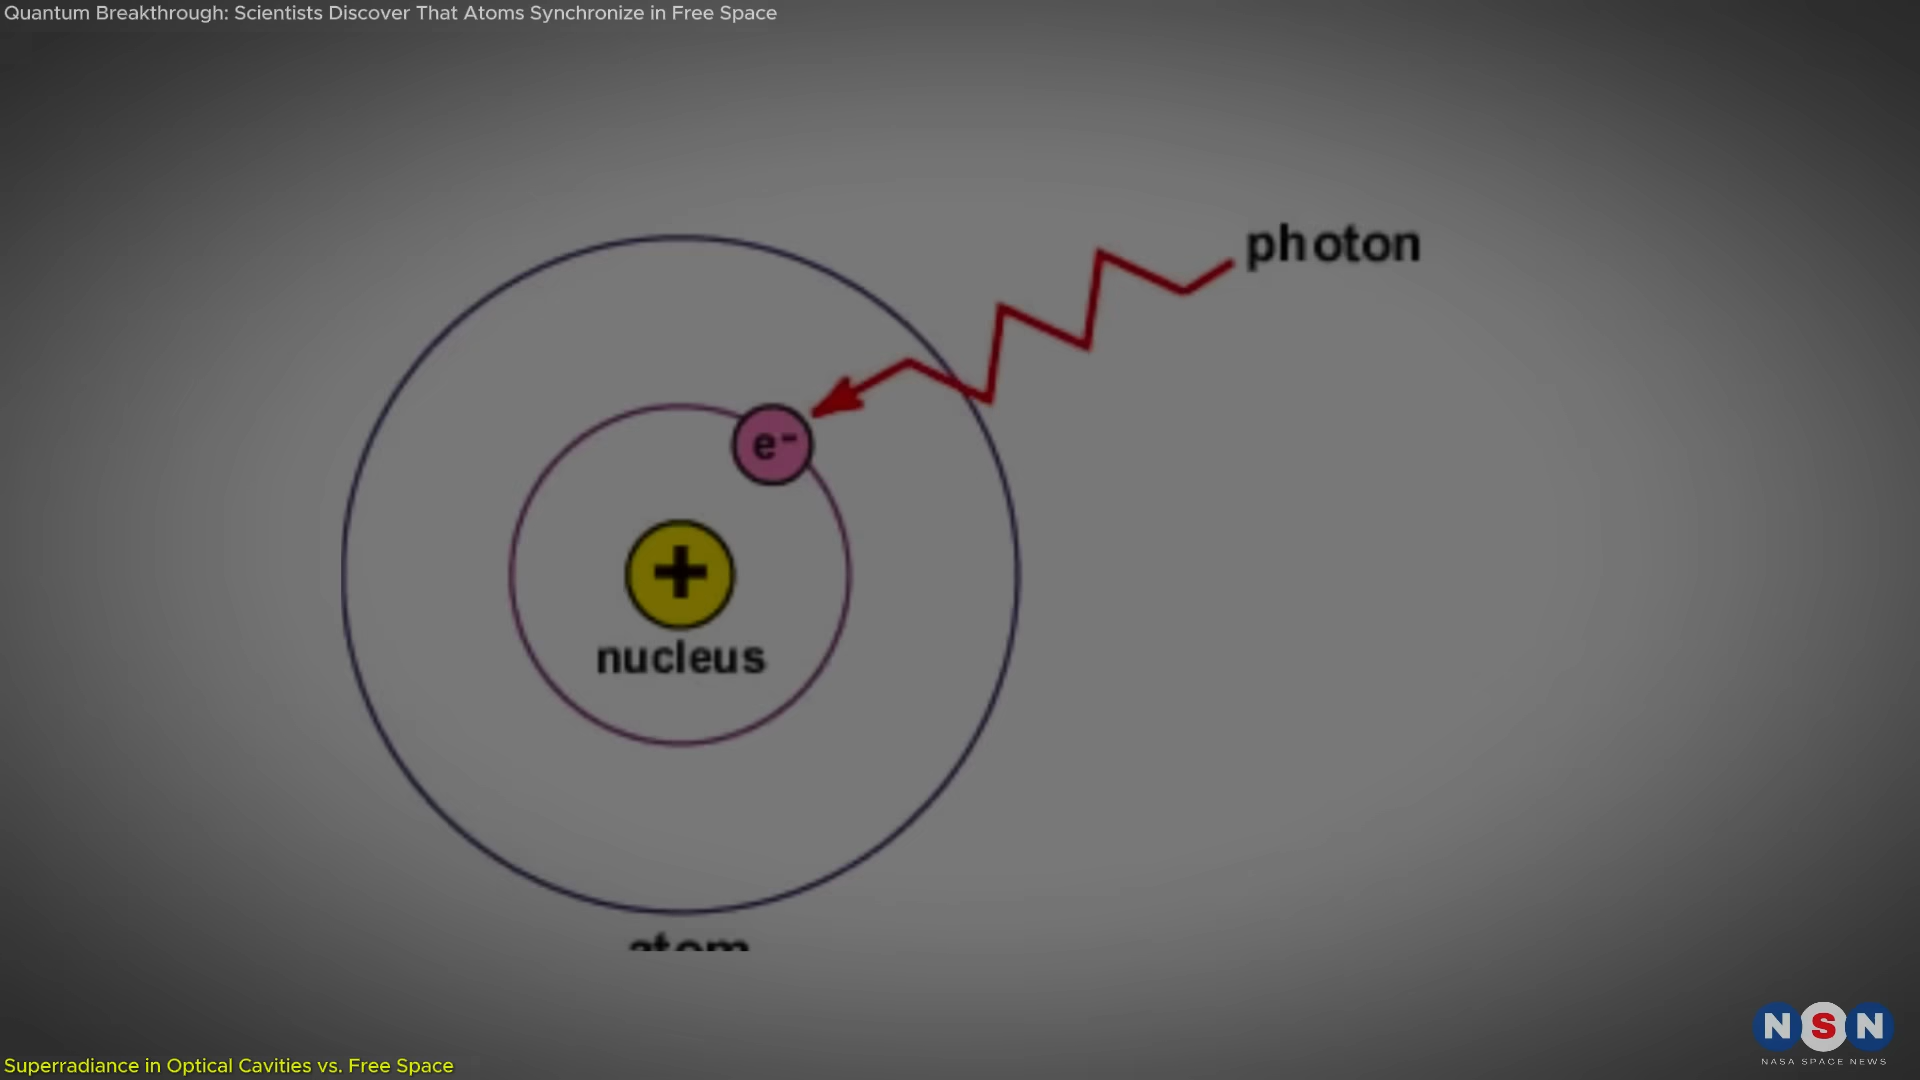 Quantum Breakthrough: Scientists Discover That Atoms Synchronize in Free Space
photon
e⁻
+
nucleus
atom
NSN
NASA SPACE NEWS
Superradiance in Optical Cavities vs. Free Space